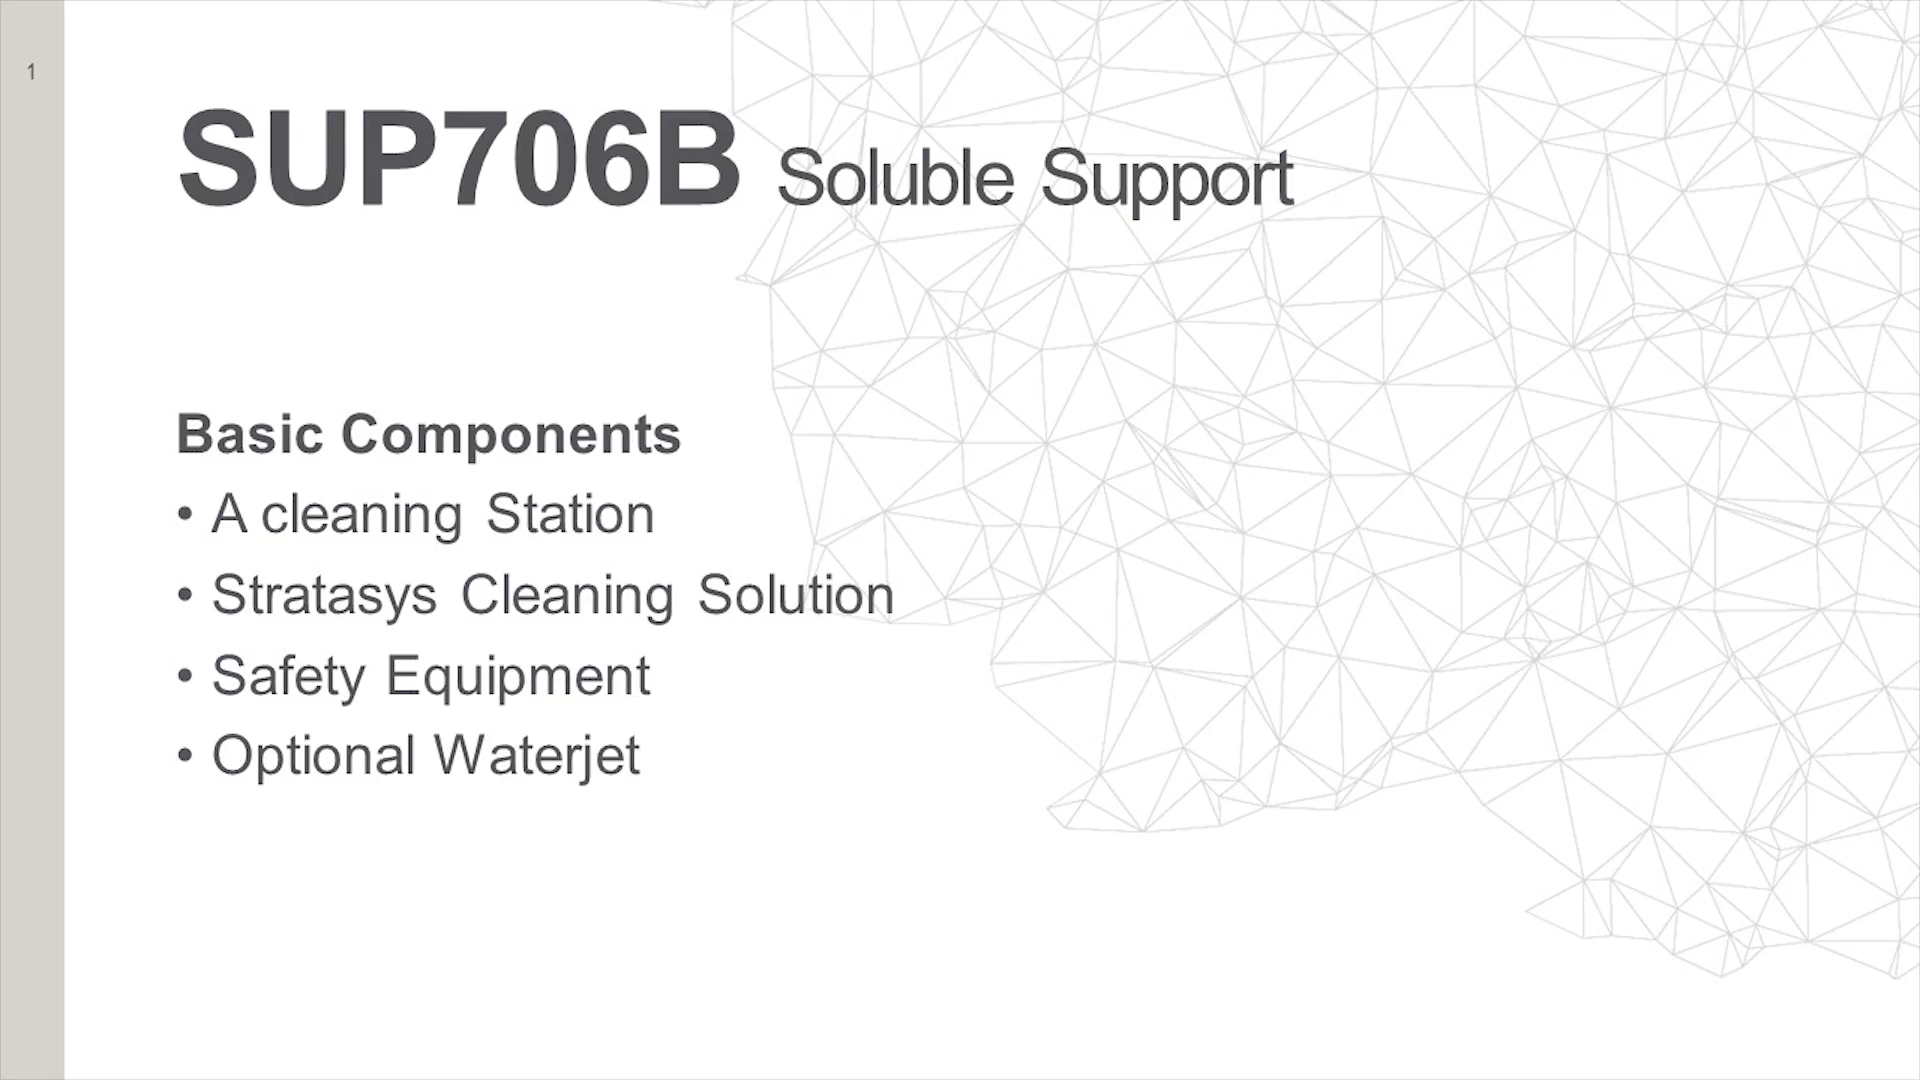 1
SUP706B Soluble Support
Basic Components
• A cleaning Station
• Stratasys Cleaning Solution
• Safety Equipment
• Optional Waterjet